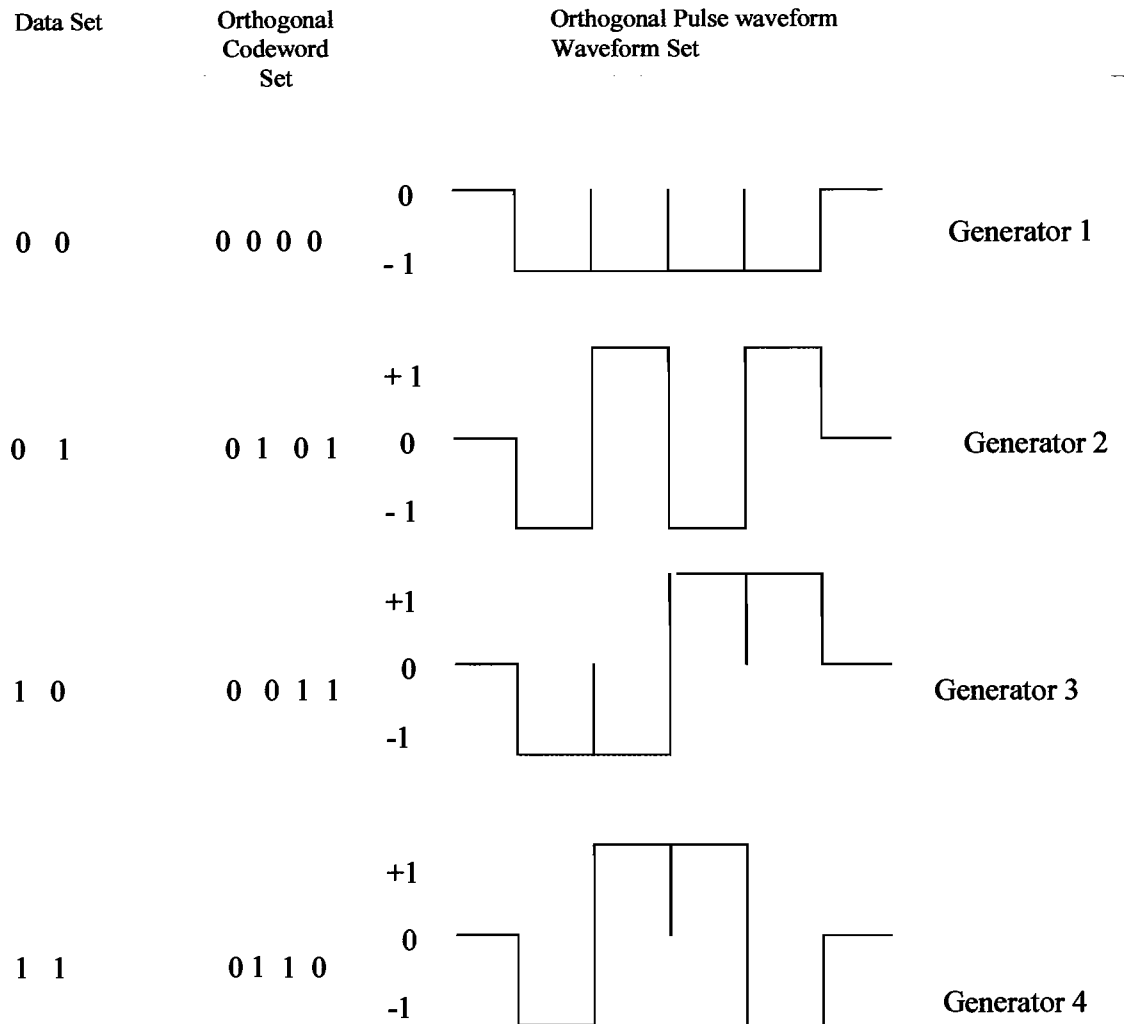 Data Set
Orthogonal
Codeword
Set
Orthogonal Pulse waveform
Waveform Set
0 0
0 0 0 0
0
- 1
Generator 1
0 1
0 1 0 1
+ 1
0
- 1
Generator 2
1 0
0 0 1 1
+1
0
-1
Generator 3
1 1
0 1 1 0
+1
0
-1
Generator 4